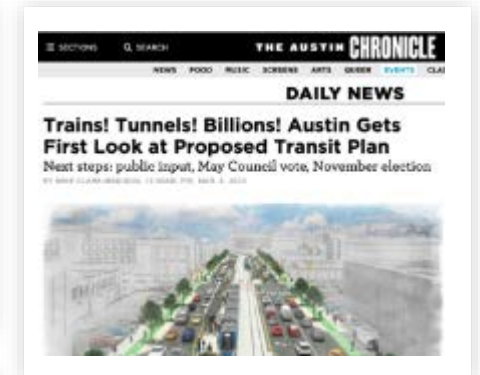 SECTIONS SEARCH THE AUSTIN CHRONICLE
NEWS FOOD MUSIC SCREENS ARTS QUEER EVENTS CLA
DAILY NEWS
Trains! Tunnels! Billions! Austin Gets
First Look at Proposed Transit Plan
Next steps: public input, May Council vote, November election